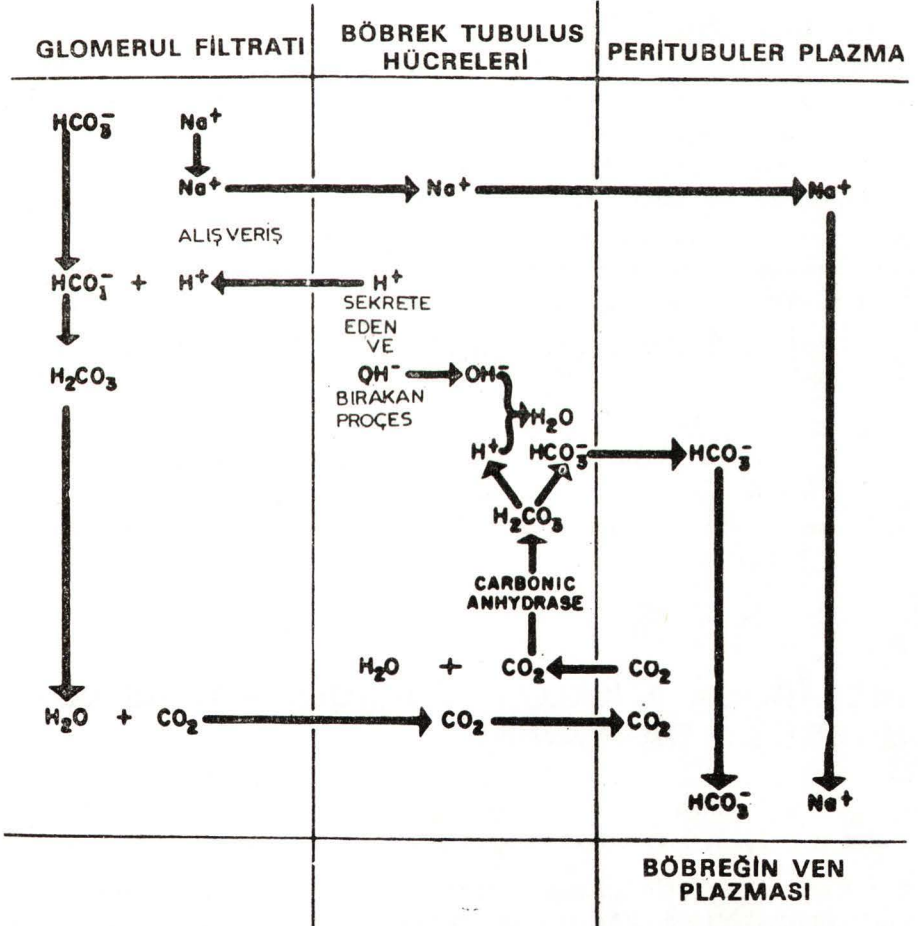 GLOMERUL FİLTRATI
BÖBREK TUBULUS
HÜCRELERİ
PERİTUBULER PLAZMA
HCO₃⁻ Na⁺
Na⁺ Na⁺ Na⁺
ALIŞ VERİŞ
HCO₃⁻ + H⁺ H⁺
SEKRETE
EDEN
VE
H₂CO₃ OH⁻ OH⁻
BIRAKAN
PROÇES
H₂O
H⁺ HCO₃⁻ HCO₃⁻
H₂CO₃
CARBONIC
ANHYDRASE
H₂O + CO₂ CO₂
H₂O + CO₂ CO₂ CO₂
HCO₃⁻ Na⁺
BÖBREĞİN VEN
PLAZMASI